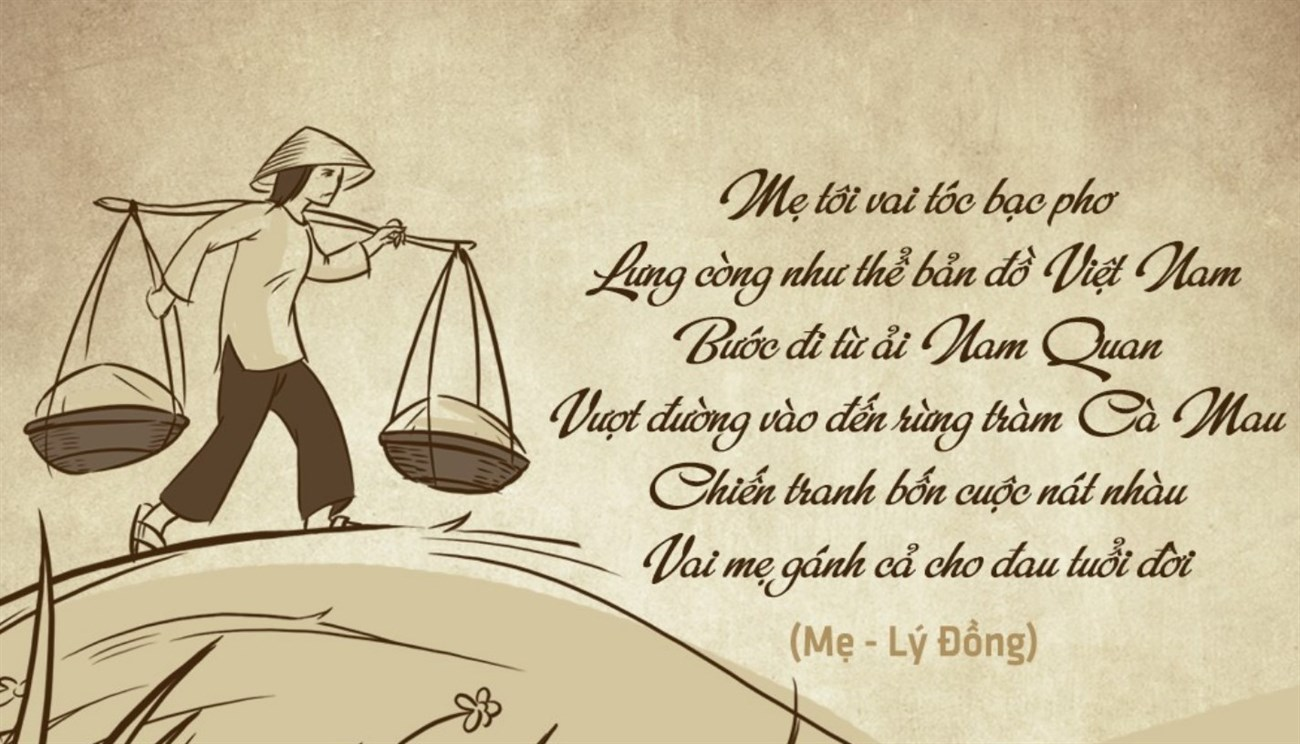 Mẹ tôi vai tóc bạc phơ
Lưng còng như thể bản đồ Việt Nam
Bước đi từ ải Nam Quan
Vượt đường vào đến rừng tràm Cà Mau
Chiến tranh bốn cuộc nát nhàu
Vai mẹ gánh cả cho đau tuổi đời
(Mẹ - Lý Đồng)